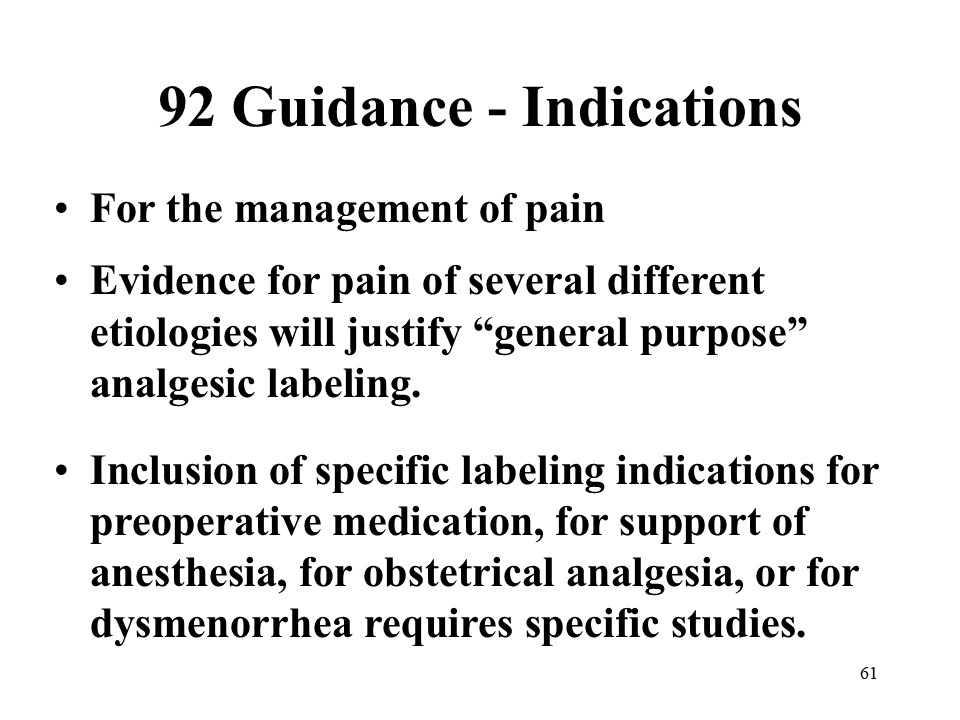 92 Guidance - Indications
• For the management of pain
• Evidence for pain of several different
etiologies will justify “general purpose”
analgesic labeling.
• Inclusion of specific labeling indications for
preoperative medication, for support of
anesthesia, for obstetrical analgesia, or for
dysmenorrhea requires specific studies.
61